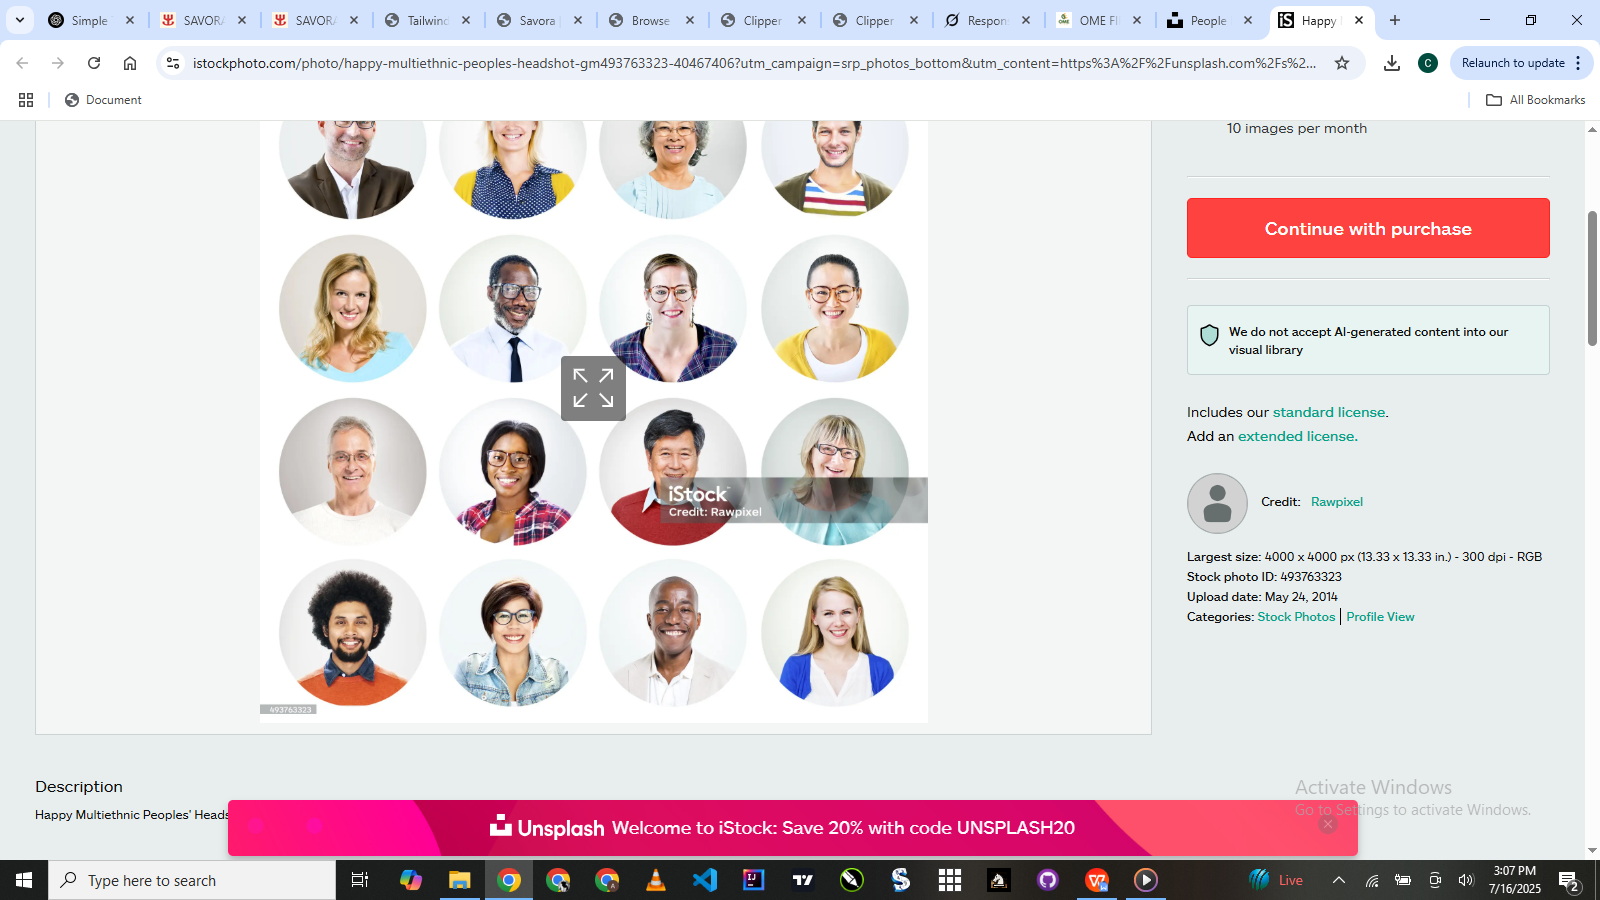 Simple
SAVORA
SAVORA
Tailwind
Savora
Browse
Clipper
Clipper
Respons
OME FI
People
Happy
istockphoto.com/photo/happy-multiethnic-peoples-headshot-gm493763323-40467406?utm_campaign=srp_photos_bottom&utm_content=https%3A%2F%2Funsplash.com%2Fs%2...
C
Relaunch to update
Document
All Bookmarks
10 images per month
Continue with purchase
We do not accept AI-generated content into our
visual library
Includes our standard license.
Add an extended license.
iStock
Credit: Rawpixel
Credit: Rawpixel
Largest size: 4000 x 4000 px (13.33 x 13.33 in.) - 300 dpi - RGB
Stock photo ID: 493763323
Upload date: May 24, 2014
Categories: Stock Photos | Profile View
493763323
Description
Happy Multiethnic Peoples' Heads
Unsplash Welcome to iStock: Save 20% with code UNSPLASH20
Activate Windows
Go to Settings to activate Windows.
Type here to search
Live
3:07 PM
7/16/2025
2